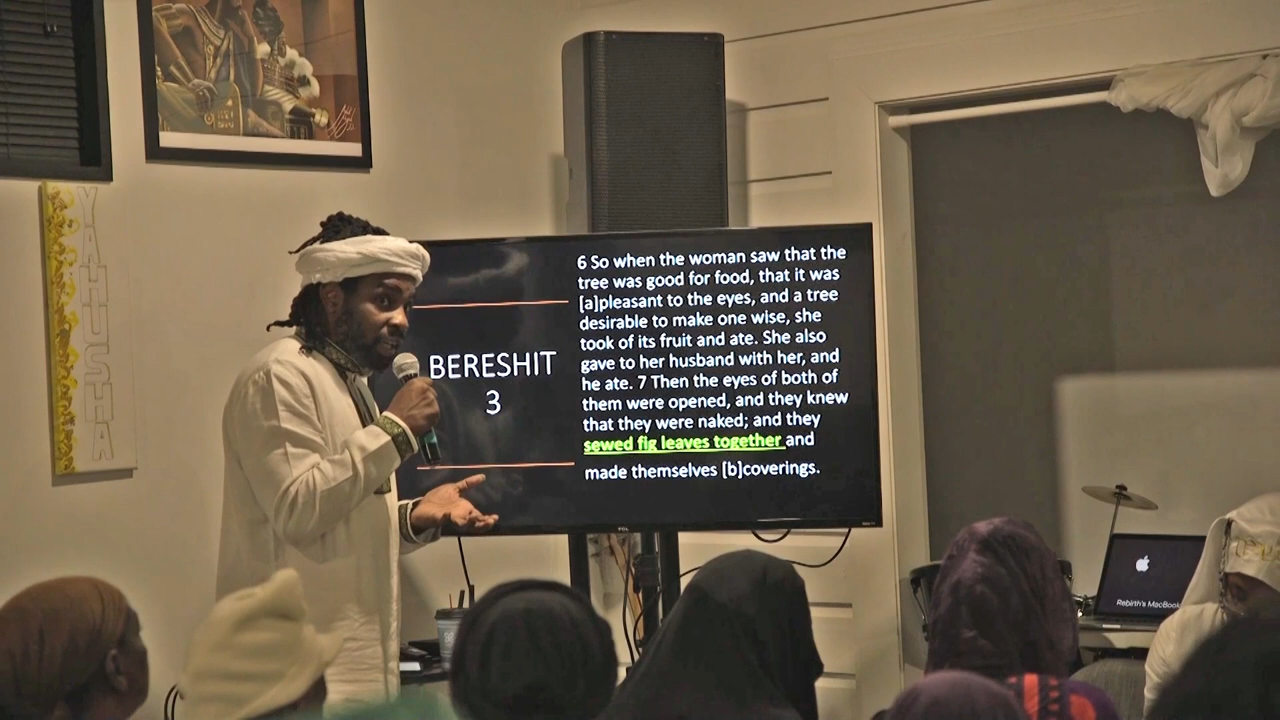 YAHUSHA
BERESHIT
3
6 So when the woman saw that the
tree was good for food, that it was
[a]pleasant to the eyes, and a tree
desirable to make one wise, she
took of its fruit and ate. She also
gave to her husband with her, and
he ate. 7 Then the eyes of both of
them were opened, and they knew
that they were naked; and they
sewed fig leaves together and
made themselves [b]coverings.
TCL
Rebirth's MacBook